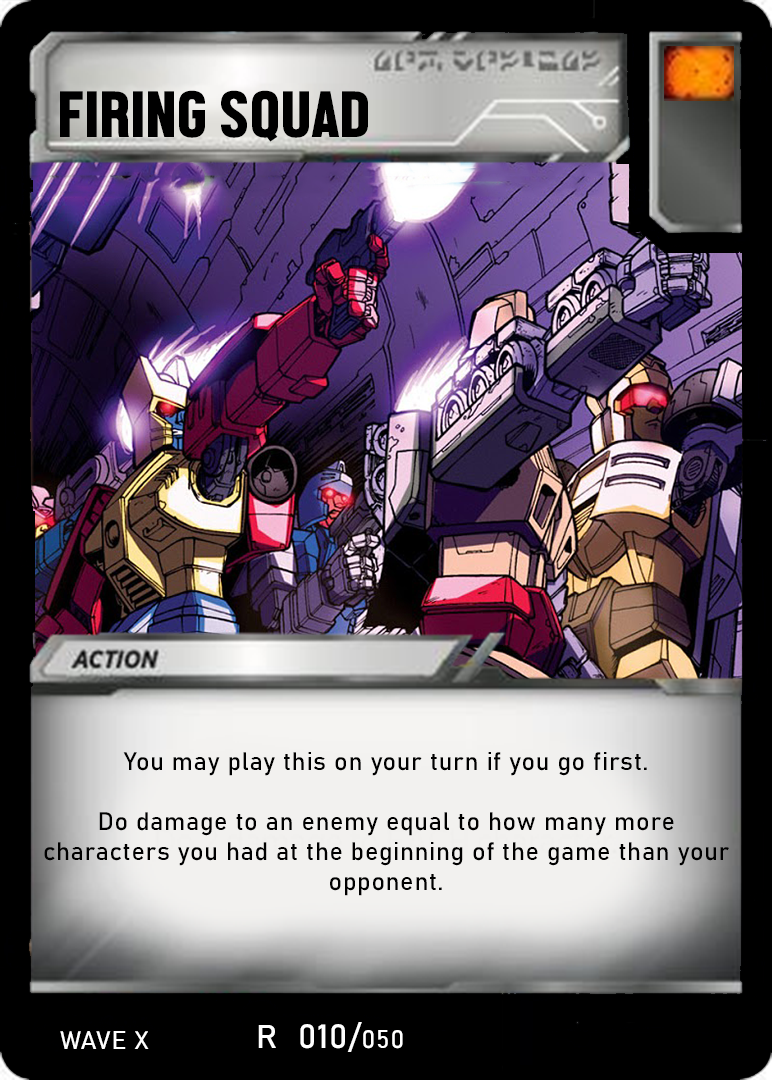 FIRING SQUAD
ACTION
You may play this on your turn if you go first.
Do damage to an enemy equal to how many more
characters you had at the beginning of the game than your
opponent.
WAVE X R 010/050